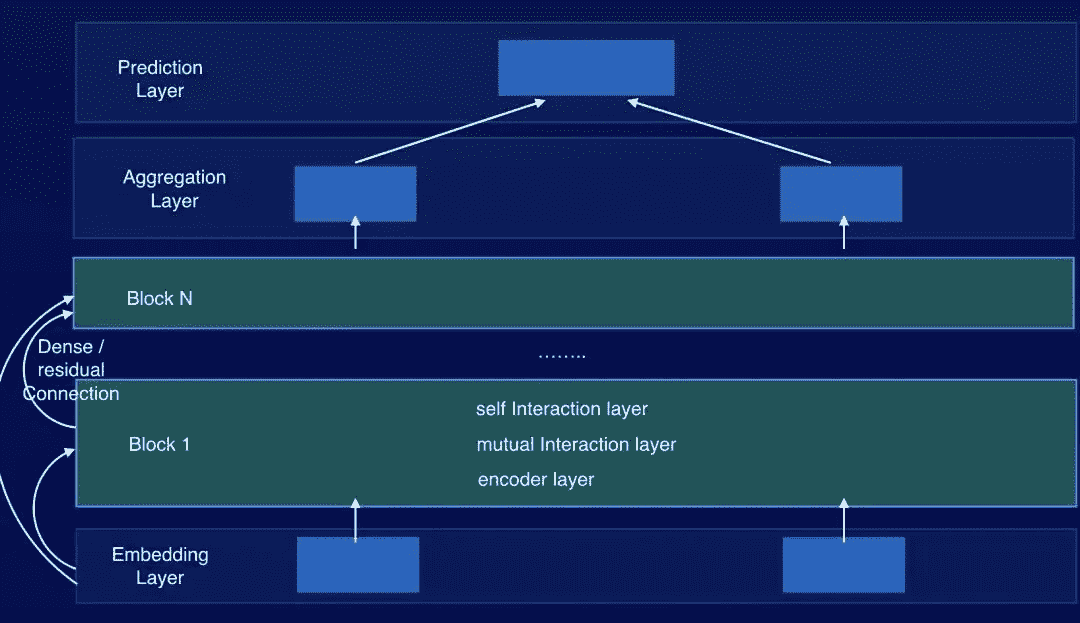 Prediction
Layer
Aggregation
Layer
Block N
Dense /
residual
Connection
........
self Interaction layer
Block 1
mutual Interaction layer
encoder layer
Embedding
Layer